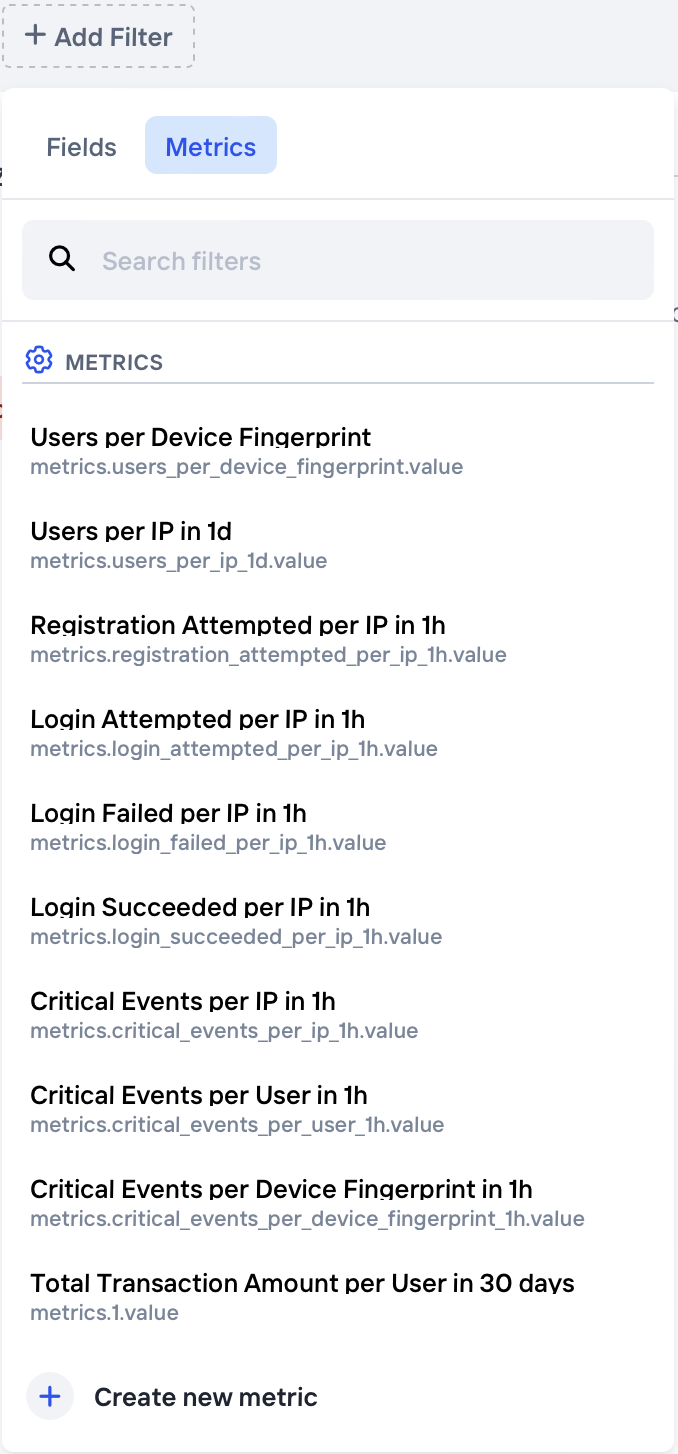 + Add Filter
Fields
Metrics
Search filters
METRICS
Users per Device Fingerprint
metrics.users_per_device_fingerprint.value
Users per IP in 1d
metrics.users_per_ip_1d.value
Registration Attempted per IP in 1h
metrics.registration_attempted_per_ip_1h.value
Login Attempted per IP in 1h
metrics.login_attempted_per_ip_1h.value
Login Failed per IP in 1h
metrics.login_failed_per_ip_1h.value
Login Succeeded per IP in 1h
metrics.login_succeeded_per_ip_1h.value
Critical Events per IP in 1h
metrics.critical_events_per_ip_1h.value
Critical Events per User in 1h
metrics.critical_events_per_user_1h.value
Critical Events per Device Fingerprint in 1h
metrics.critical_events_per_device_fingerprint_1h.value
Total Transaction Amount per User in 30 days
metrics.1.value
+ Create new metric